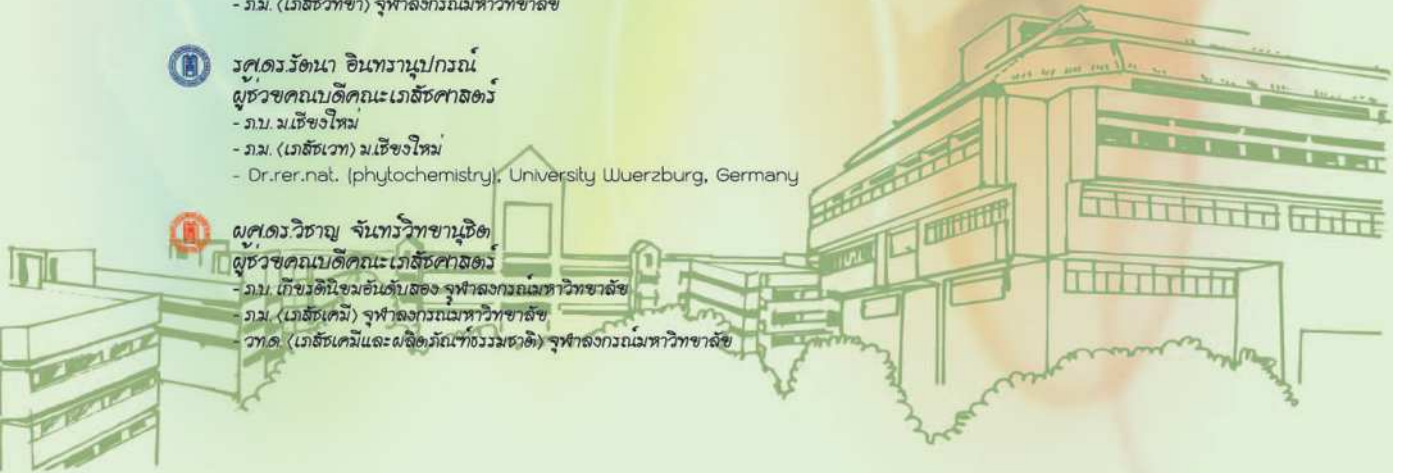 - ภ.ม. (เภสัชวิทยา) จุฬาลงกรณ์มหาวิทยาลัย
รศ.ดร.รัตนา อินทรานุปกรณ์
ผู้ช่วยคณบดีคณะเภสัชศาสตร์
- ภ.บ. ม.เชียงใหม่
- ภ.ม. (เภสัชเวท) ม.เชียงใหม่
- Dr.rer.nat. (phytochemistry), University Wuerzburg, Germany
ผศ.ดร.วิชาญ จันทร์วิทยานุชิต
ผู้ช่วยคณบดีคณะเภสัชศาสตร์
- ภ.บ. เกียรตินิยมอันดับสอง จุฬาลงกรณ์มหาวิทยาลัย
- ภ.ม. (เภสัชเคมี) จุฬาลงกรณ์มหาวิทยาลัย
- วท.ด. (เภสัชเคมีและผลิตภัณฑ์ธรรมชาติ) จุฬาลงกรณ์มหาวิทยาลัย